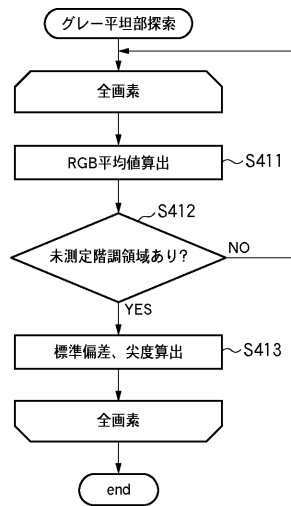 グレー平坦部探索
全画素
RGB平均値算出
S411
S412
未測定階調領域あり?
NO
YES
標準偏差、尖度算出
S413
全画素
end